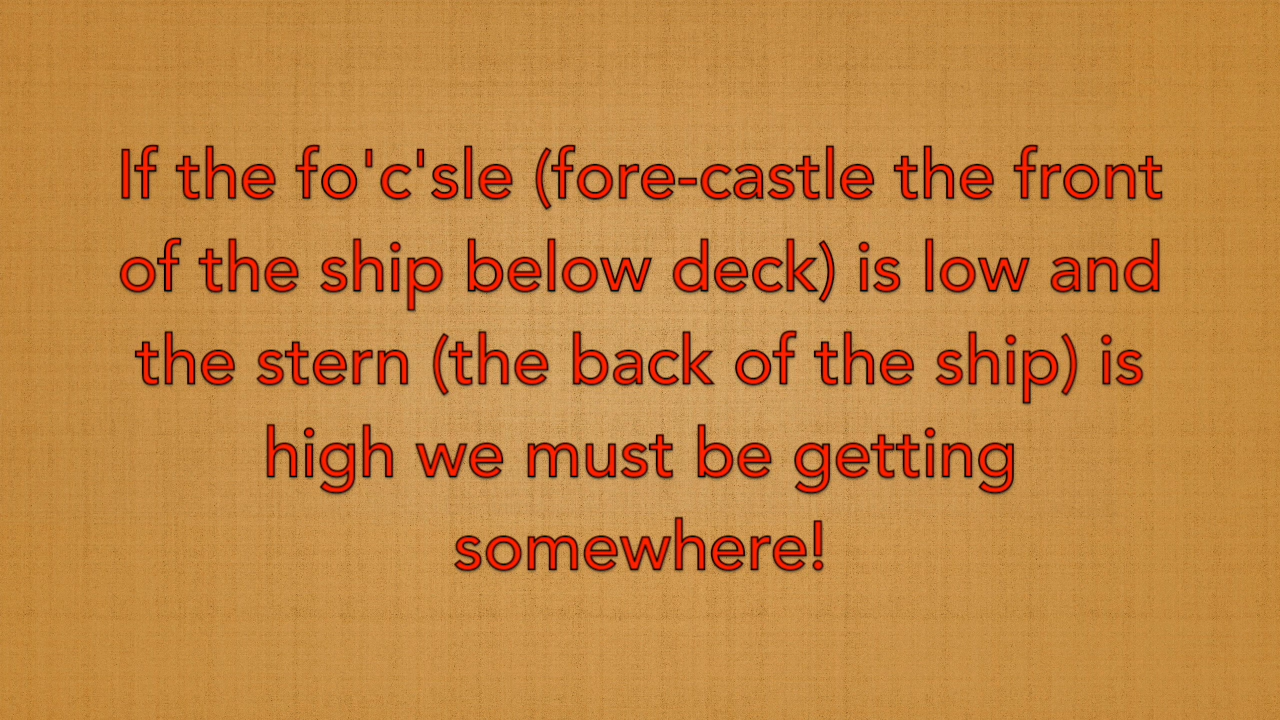 If the fo'c'sle (fore-castle the front
of the ship below deck) is low and
the stern (the back of the ship) is
high we must be getting
somewhere!